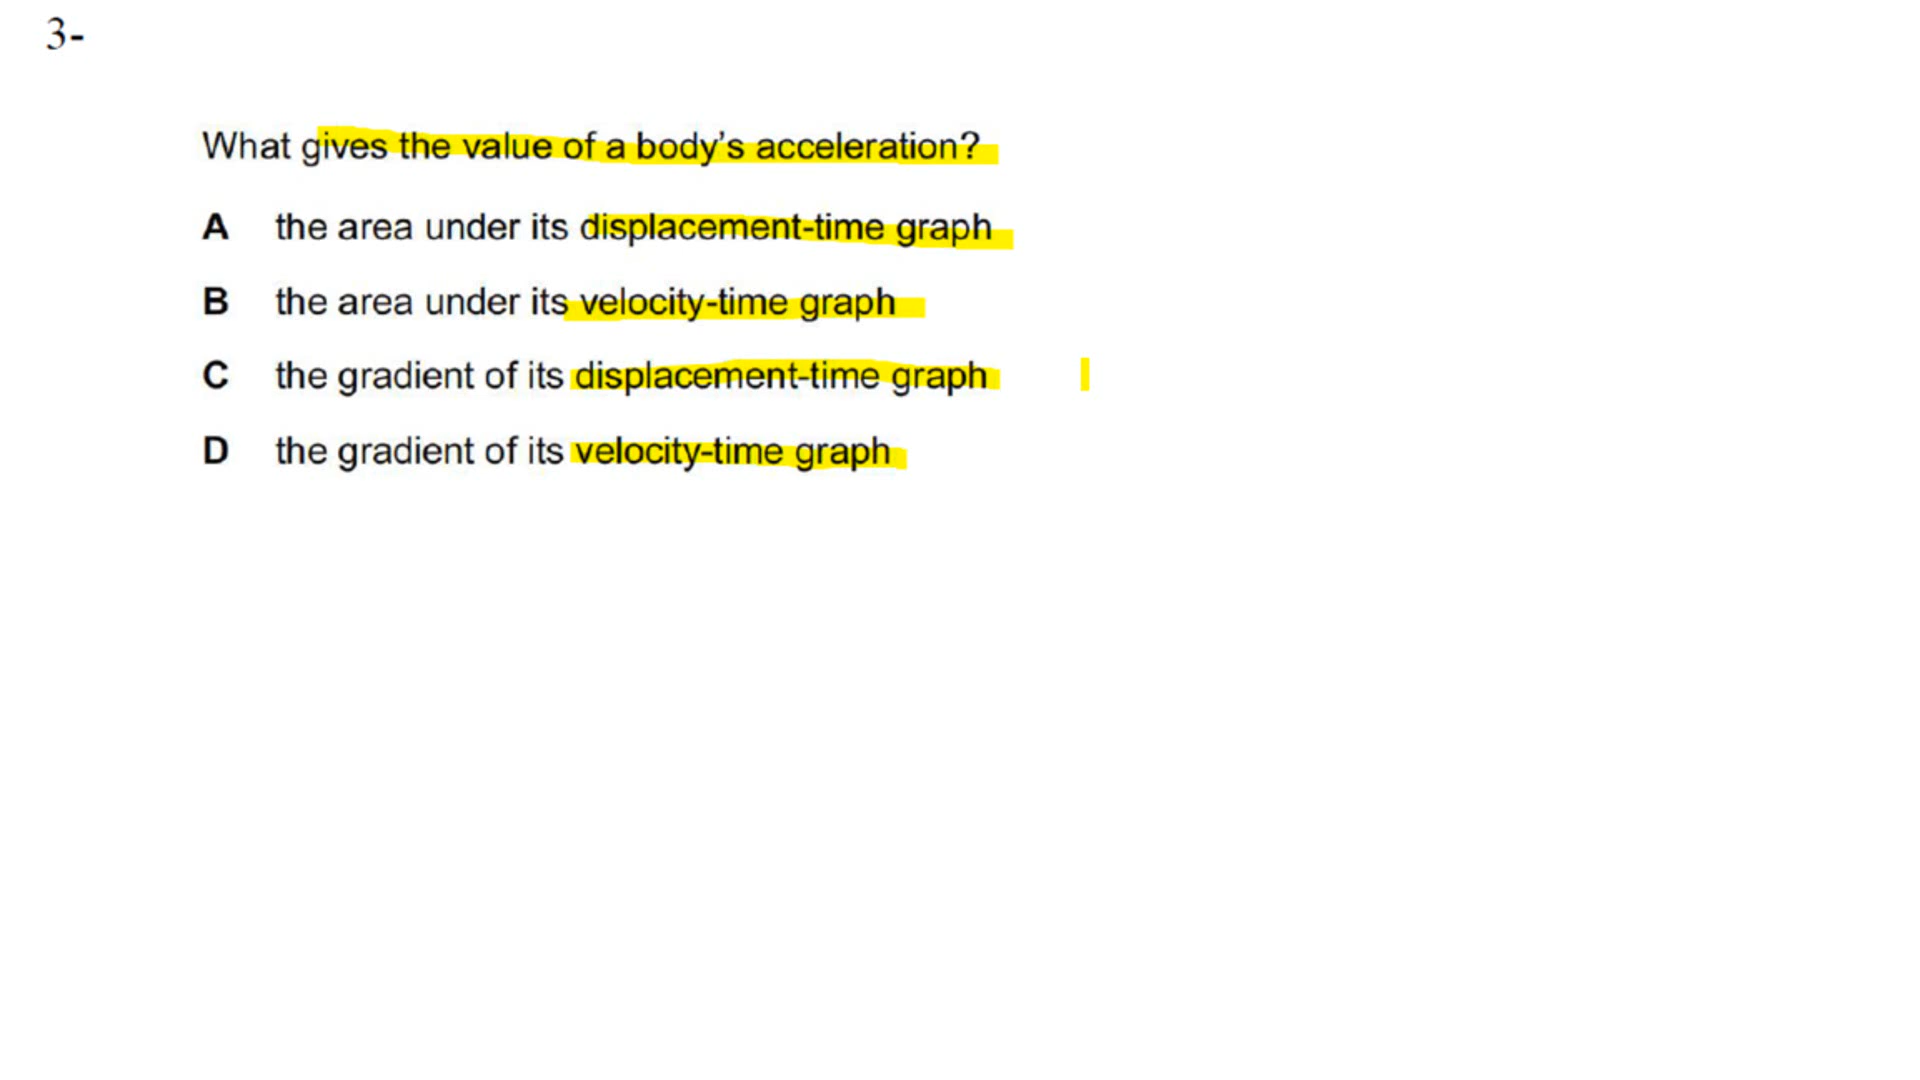 3-
What gives the value of a body's acceleration?
A the area under its displacement-time graph
B the area under its velocity-time graph
C the gradient of its displacement-time graph
D the gradient of its velocity-time graph